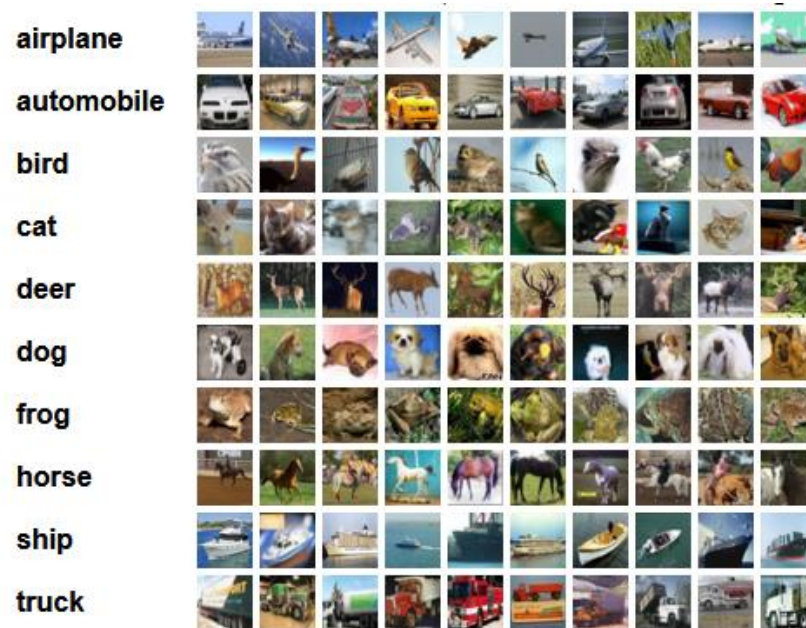 airplane
automobile
bird
cat
deer
dog
frog
horse
ship
truck